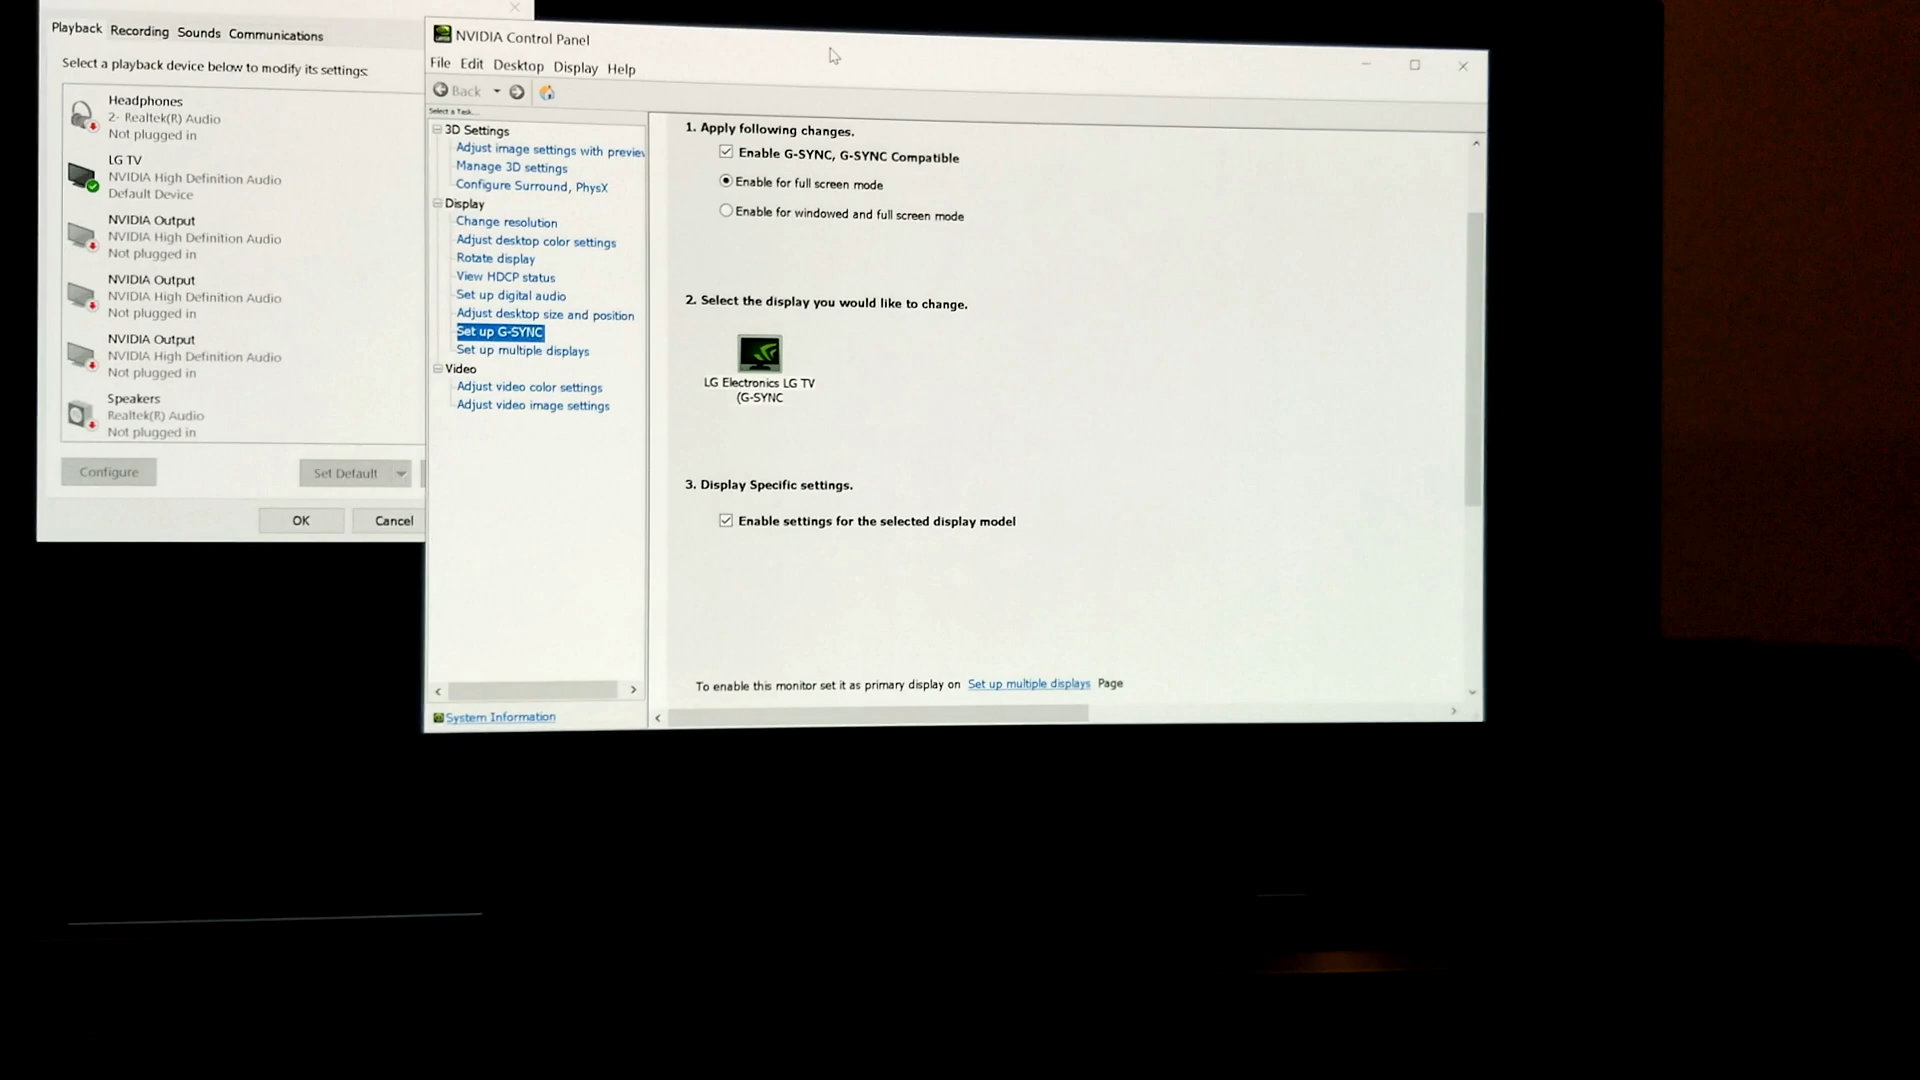 Playback Recording Sounds Communications
Select a playback device below to modify its settings:
Headphones
2- Realtek(R) Audio
Not plugged in
LG TV
NVIDIA High Definition Audio
Default Device
NVIDIA Output
NVIDIA High Definition Audio
Not plugged in
NVIDIA Output
NVIDIA High Definition Audio
Not plugged in
NVIDIA Output
NVIDIA High Definition Audio
Not plugged in
Speakers
Realtek(R) Audio
Not plugged in
Configure
Set Default
OK
Cancel
NVIDIA Control Panel
File Edit Desktop Display Help
Back
Select a Task...
3D Settings
Adjust image settings with preview
Manage 3D settings
Configure Surround, PhysX
Display
Change resolution
Adjust desktop color settings
Rotate display
View HDCP status
Set up digital audio
Adjust desktop size and position
Set up G-SYNC
Set up multiple displays
Video
Adjust video color settings
Adjust video image settings
System Information
1. Apply following changes.
Enable G-SYNC, G-SYNC Compatible
Enable for full screen mode
Enable for windowed and full screen mode
2. Select the display you would like to change.
LG Electronics LG TV
(G-SYNC
3. Display Specific settings.
Enable settings for the selected display model
To enable this monitor set it as primary display on Set up multiple displays Page